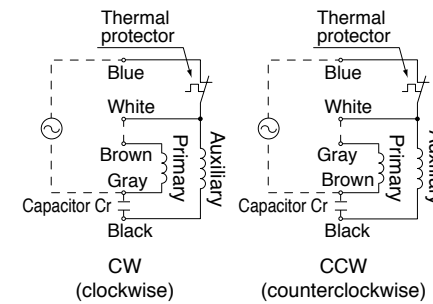 Thermal
protector
Blue
White
Brown
Primary
Auxiliary
Gray
Capacitor Cr
Black
CW
(clockwise)
Thermal
protector
Blue
White
Gray
Primary
Auxiliary
Brown
Capacitor Cr
Black
CCW
(counterclockwise)